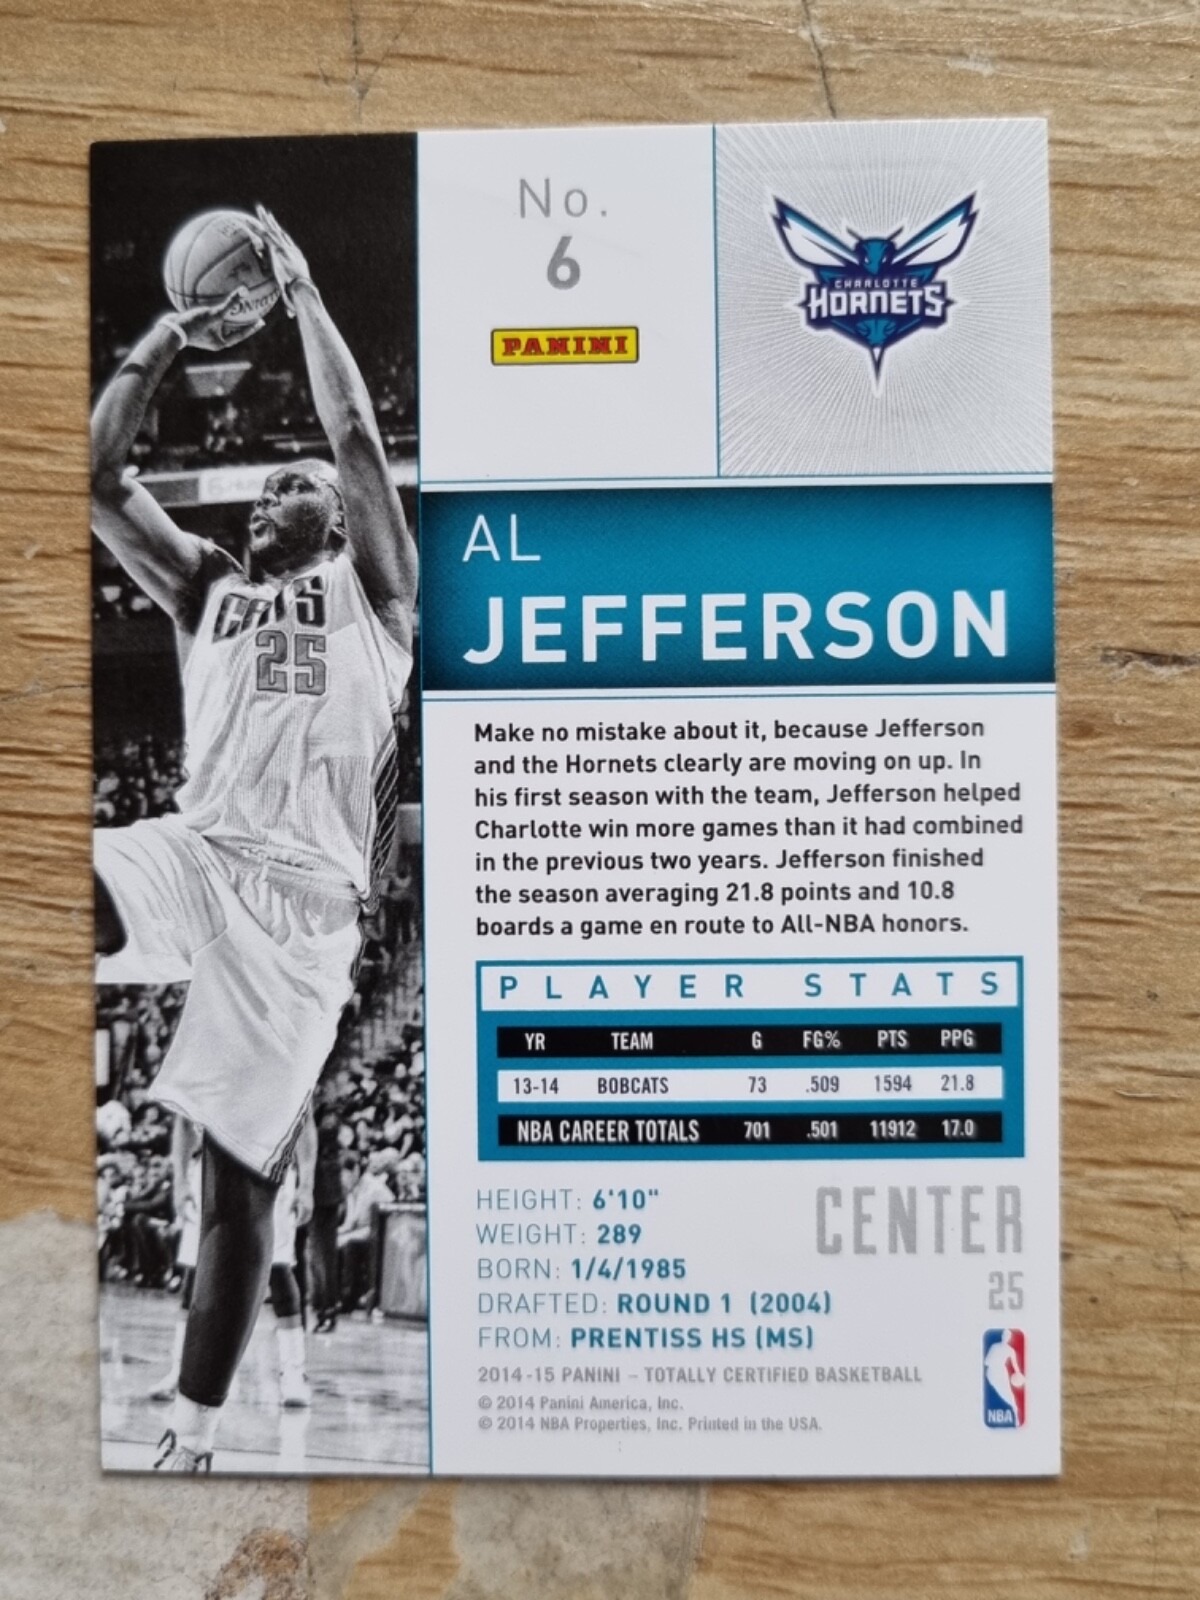 No.
6
PANINI
CHARLOTTE
HORNETS
AL
JEFFERSON
CATS
25
Make no mistake about it, because Jefferson
and the Hornets clearly are moving on up. In
his first season with the team, Jefferson helped
Charlotte win more games than it had combined
in the previous two years. Jefferson finished
the season averaging 21.8 points and 10.8
boards a game en route to All-NBA honors.
PLAYER STATS
YR TEAM G FG% PTS PPG
13-14 BOBCATS 73 .509 1594 21.8
NBA CAREER TOTALS 701 .501 11912 17.0
HEIGHT: 6'10"
WEIGHT: 289
BORN: 1/4/1985
DRAFTED: ROUND 1 (2004)
FROM: PRENTISS HS (MS)
CENTER
25
2014-15 PANINI – TOTALLY CERTIFIED BASKETBALL
© 2014 Panini America, Inc.
© 2014 NBA Properties, Inc. Printed in the USA.
NBA